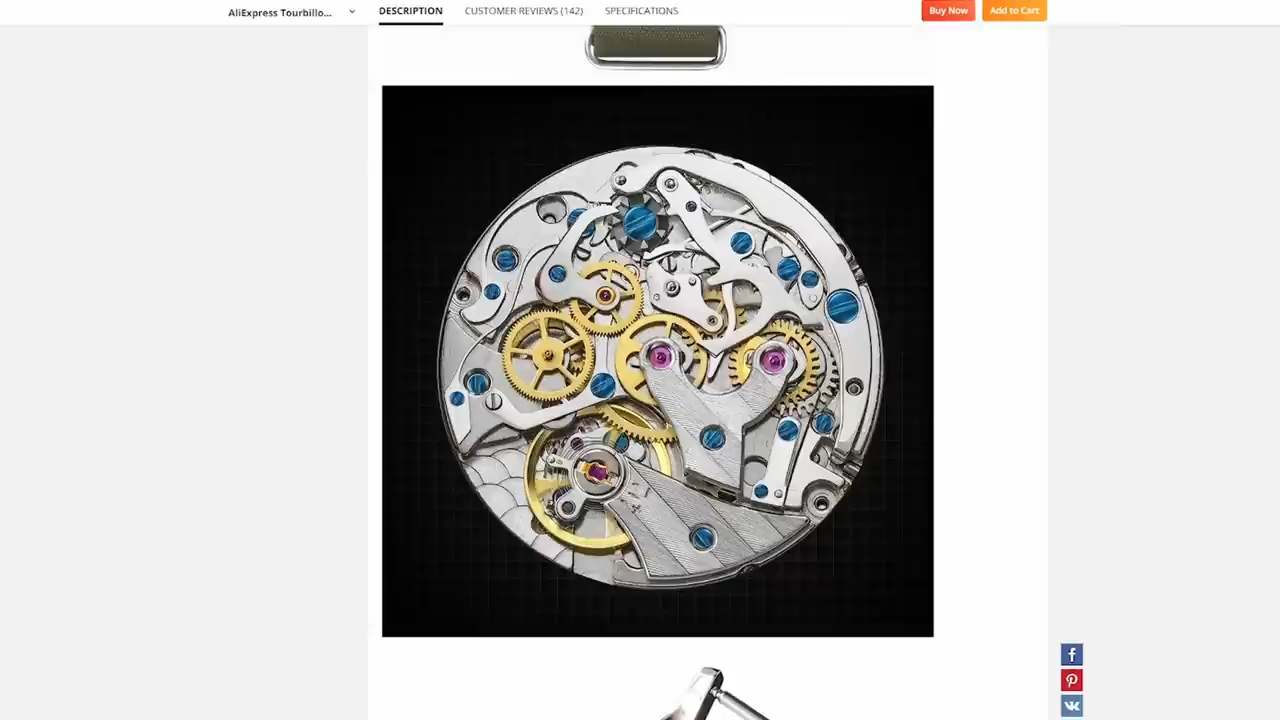 AliExpress Tourbillo...
DESCRIPTION
CUSTOMER REVIEWS (142)
SPECIFICATIONS
Buy Now
Add to Cart